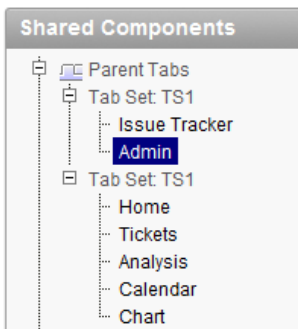 Shared Components
Parent Tabs
Tab Set: TS1
Issue Tracker
Admin
Tab Set: TS1
Home
Tickets
Analysis
Calendar
Chart